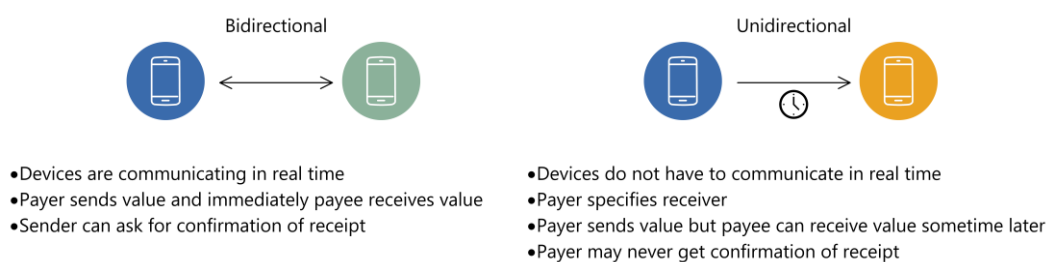 Bidirectional
•Devices are communicating in real time
•Payer sends value and immediately payee receives value
•Sender can ask for confirmation of receipt
Unidirectional
•Devices do not have to communicate in real time
•Payer specifies receiver
•Payer sends value but payee can receive value sometime later
•Payer may never get confirmation of receipt